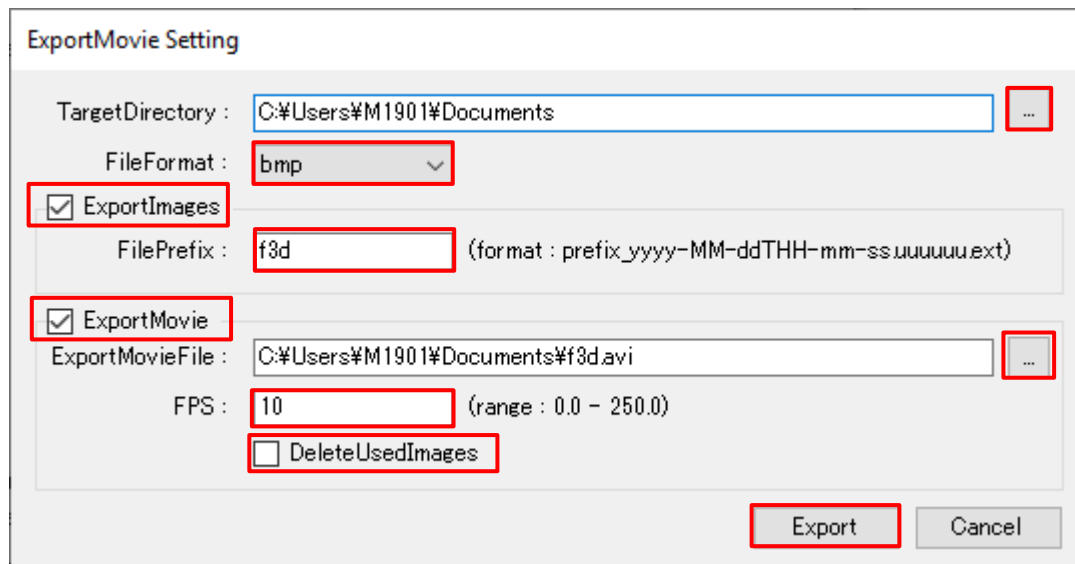 ExportMovie Setting
TargetDirectory : C:¥Users¥M1901¥Documents ...
FileFormat : bmp
ExportImages
FilePrefix : f3d (format : prefix_yyyy-MM-ddTHH-mm-ss.uuuuuu.ext)
ExportMovie
ExportMovieFile : C:¥Users¥M1901¥Documents¥f3d.avi ...
FPS : 10 (range : 0.0 - 250.0)
DeleteUsedImages
Export Cancel